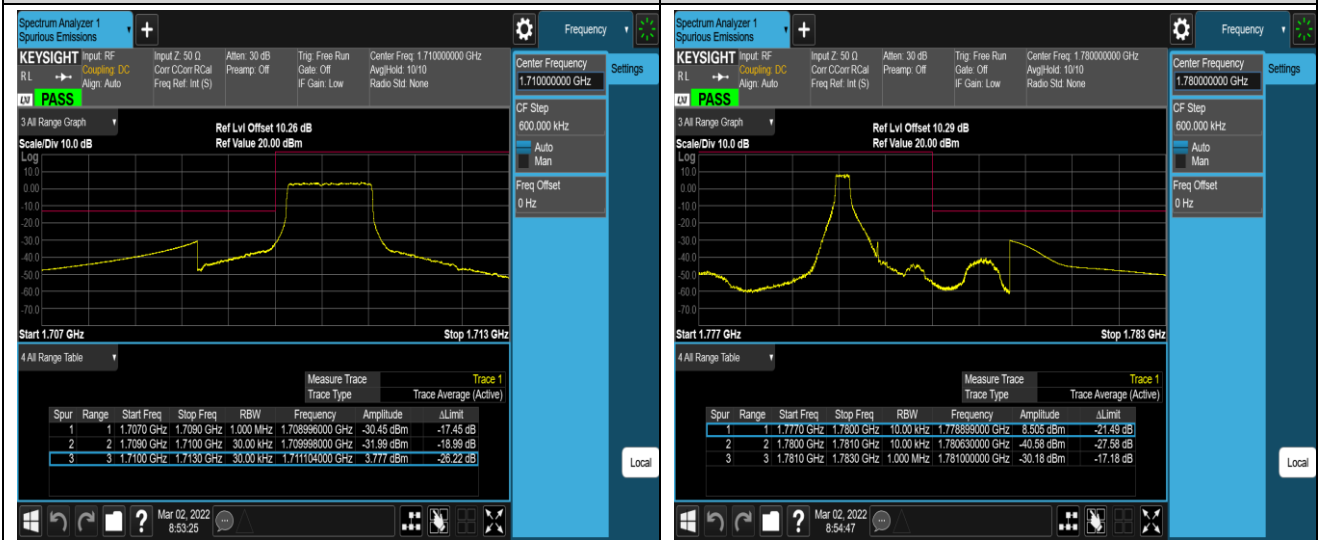 Spectrum Analyzer 1
Spurious Emissions
+
Frequency
KEYSIGHT Input: RF Input Z: 50 Ω Atten: 30 dB Trig: Free Run Center Freq: 1.710000000 GHz
RL Coupling: DC Corr CCorr RCal Preamp: Off Gate: Off Avg|Hold: 10/10
Align: Auto Freq Ref: Int (S) IF Gain: Low Radio Std: None
LXI PASS
Center Frequency
1.710000000 GHz
Settings
CF Step
600.000 kHz
Auto
Man
Freq Offset
0 Hz
Local
3 All Range Graph
Ref Lvl Offset 10.26 dB
Scale/Div 10.0 dB Ref Value 20.00 dBm
Log
10.0
0.00
-10.0
-20.0
-30.0
-40.0
-50.0
-60.0
-70.0
Start 1.707 GHz Stop 1.713 GHz
4 All Range Table
Measure Trace Trace 1
Trace Type Trace Average (Active)
Spur Range Start Freq Stop Freq RBW Frequency Amplitude ΔLimit
1 1 1.7070 GHz 1.7090 GHz 1.000 MHz 1.708996000 GHz -30.45 dBm -17.45 dB
2 2 1.7090 GHz 1.7100 GHz 30.00 kHz 1.709998000 GHz -31.99 dBm -18.99 dB
3 3 1.7100 GHz 1.7130 GHz 30.00 kHz 1.711104000 GHz 3.777 dBm -26.22 dB
? Mar 02, 2022
8:53:25
Spectrum Analyzer 1
Spurious Emissions
+
Frequency
KEYSIGHT Input: RF Input Z: 50 Ω Atten: 30 dB Trig: Free Run Center Freq: 1.780000000 GHz
RL Coupling: DC Corr CCorr RCal Preamp: Off Gate: Off Avg|Hold: 10/10
Align: Auto Freq Ref: Int (S) IF Gain: Low Radio Std: None
LXI PASS
Center Frequency
1.780000000 GHz
Settings
CF Step
600.000 kHz
Auto
Man
Freq Offset
0 Hz
Local
3 All Range Graph
Ref Lvl Offset 10.29 dB
Scale/Div 10.0 dB Ref Value 20.00 dBm
Log
10.0
0.00
-10.0
-20.0
-30.0
-40.0
-50.0
-60.0
-70.0
Start 1.777 GHz Stop 1.783 GHz
4 All Range Table
Measure Trace Trace 1
Trace Type Trace Average (Active)
Spur Range Start Freq Stop Freq RBW Frequency Amplitude ΔLimit
1 1 1.7770 GHz 1.7800 GHz 10.00 kHz 1.778899000 GHz 8.505 dBm -21.49 dB
2 2 1.7800 GHz 1.7810 GHz 10.00 kHz 1.780630000 GHz -40.58 dBm -27.58 dB
3 3 1.7810 GHz 1.7830 GHz 1.000 MHz 1.781000000 GHz -30.18 dBm -17.18 dB
? Mar 02, 2022
8:54:47